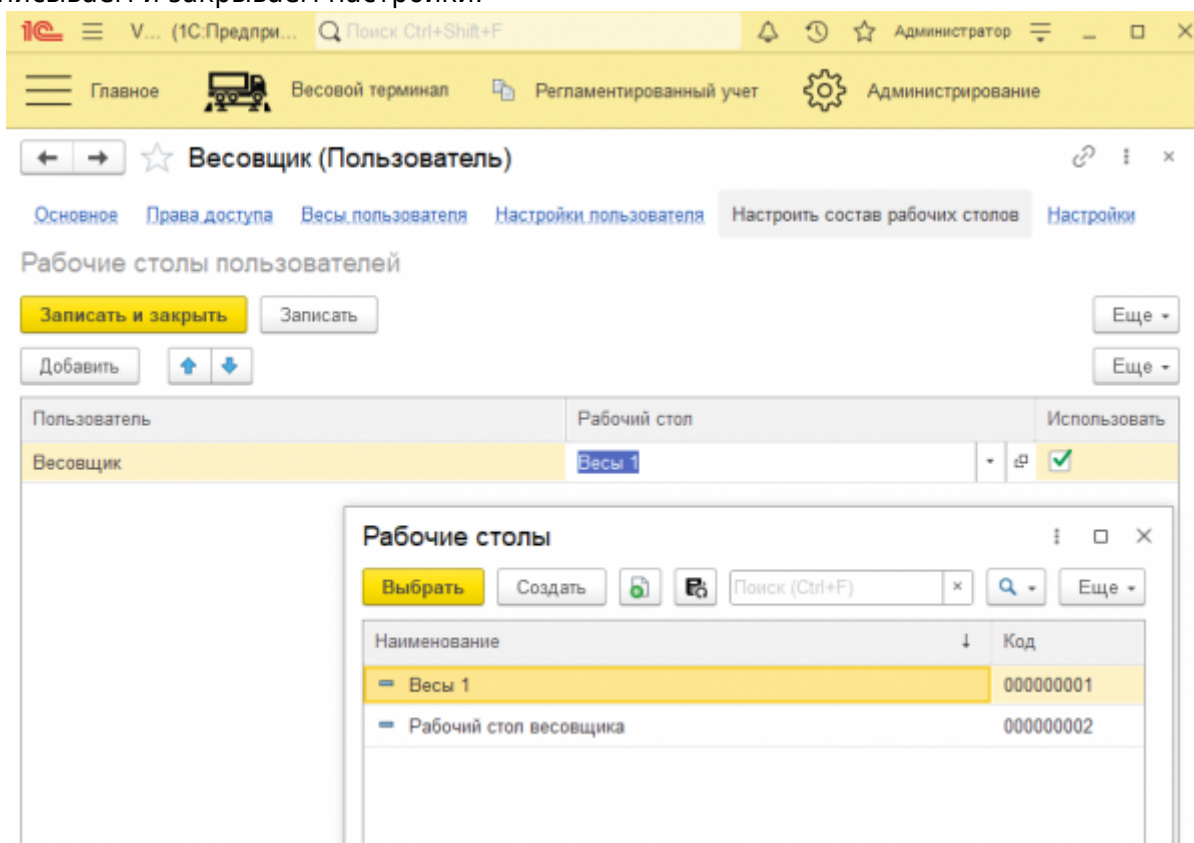 писываем и закрываем настройки.
1С V... (1С:Предпри... Поиск Ctrl+Shift+F Администратор
Главное Весовой терминал Регламентированный учет Администрирование
Весовщик (Пользователь)
Основное Права доступа Весы пользователя Настройки пользователя Настроить состав рабочих столов Настройки
Рабочие столы пользователей
Записать и закрыть Записать Еще
Добавить Еще
Пользователь Рабочий стол Использовать
Весовщик Весы 1
Рабочие столы
Выбрать Создать Поиск (Ctrl+F) × Еще
Наименование ↓ Код
Весы 1 000000001
Рабочий стол весовщика 000000002